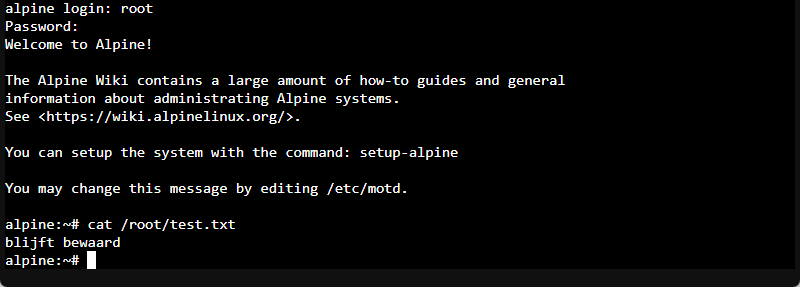 alpine login: root
Password:
Welcome to Alpine!
The Alpine Wiki contains a large amount of how-to guides and general
information about administrating Alpine systems.
See <https://wiki.alpinelinux.org/>.
You can setup the system with the command: setup-alpine
You may change this message by editing /etc/motd.
alpine:~# cat /root/test.txt
blijft bewaard
alpine:~#